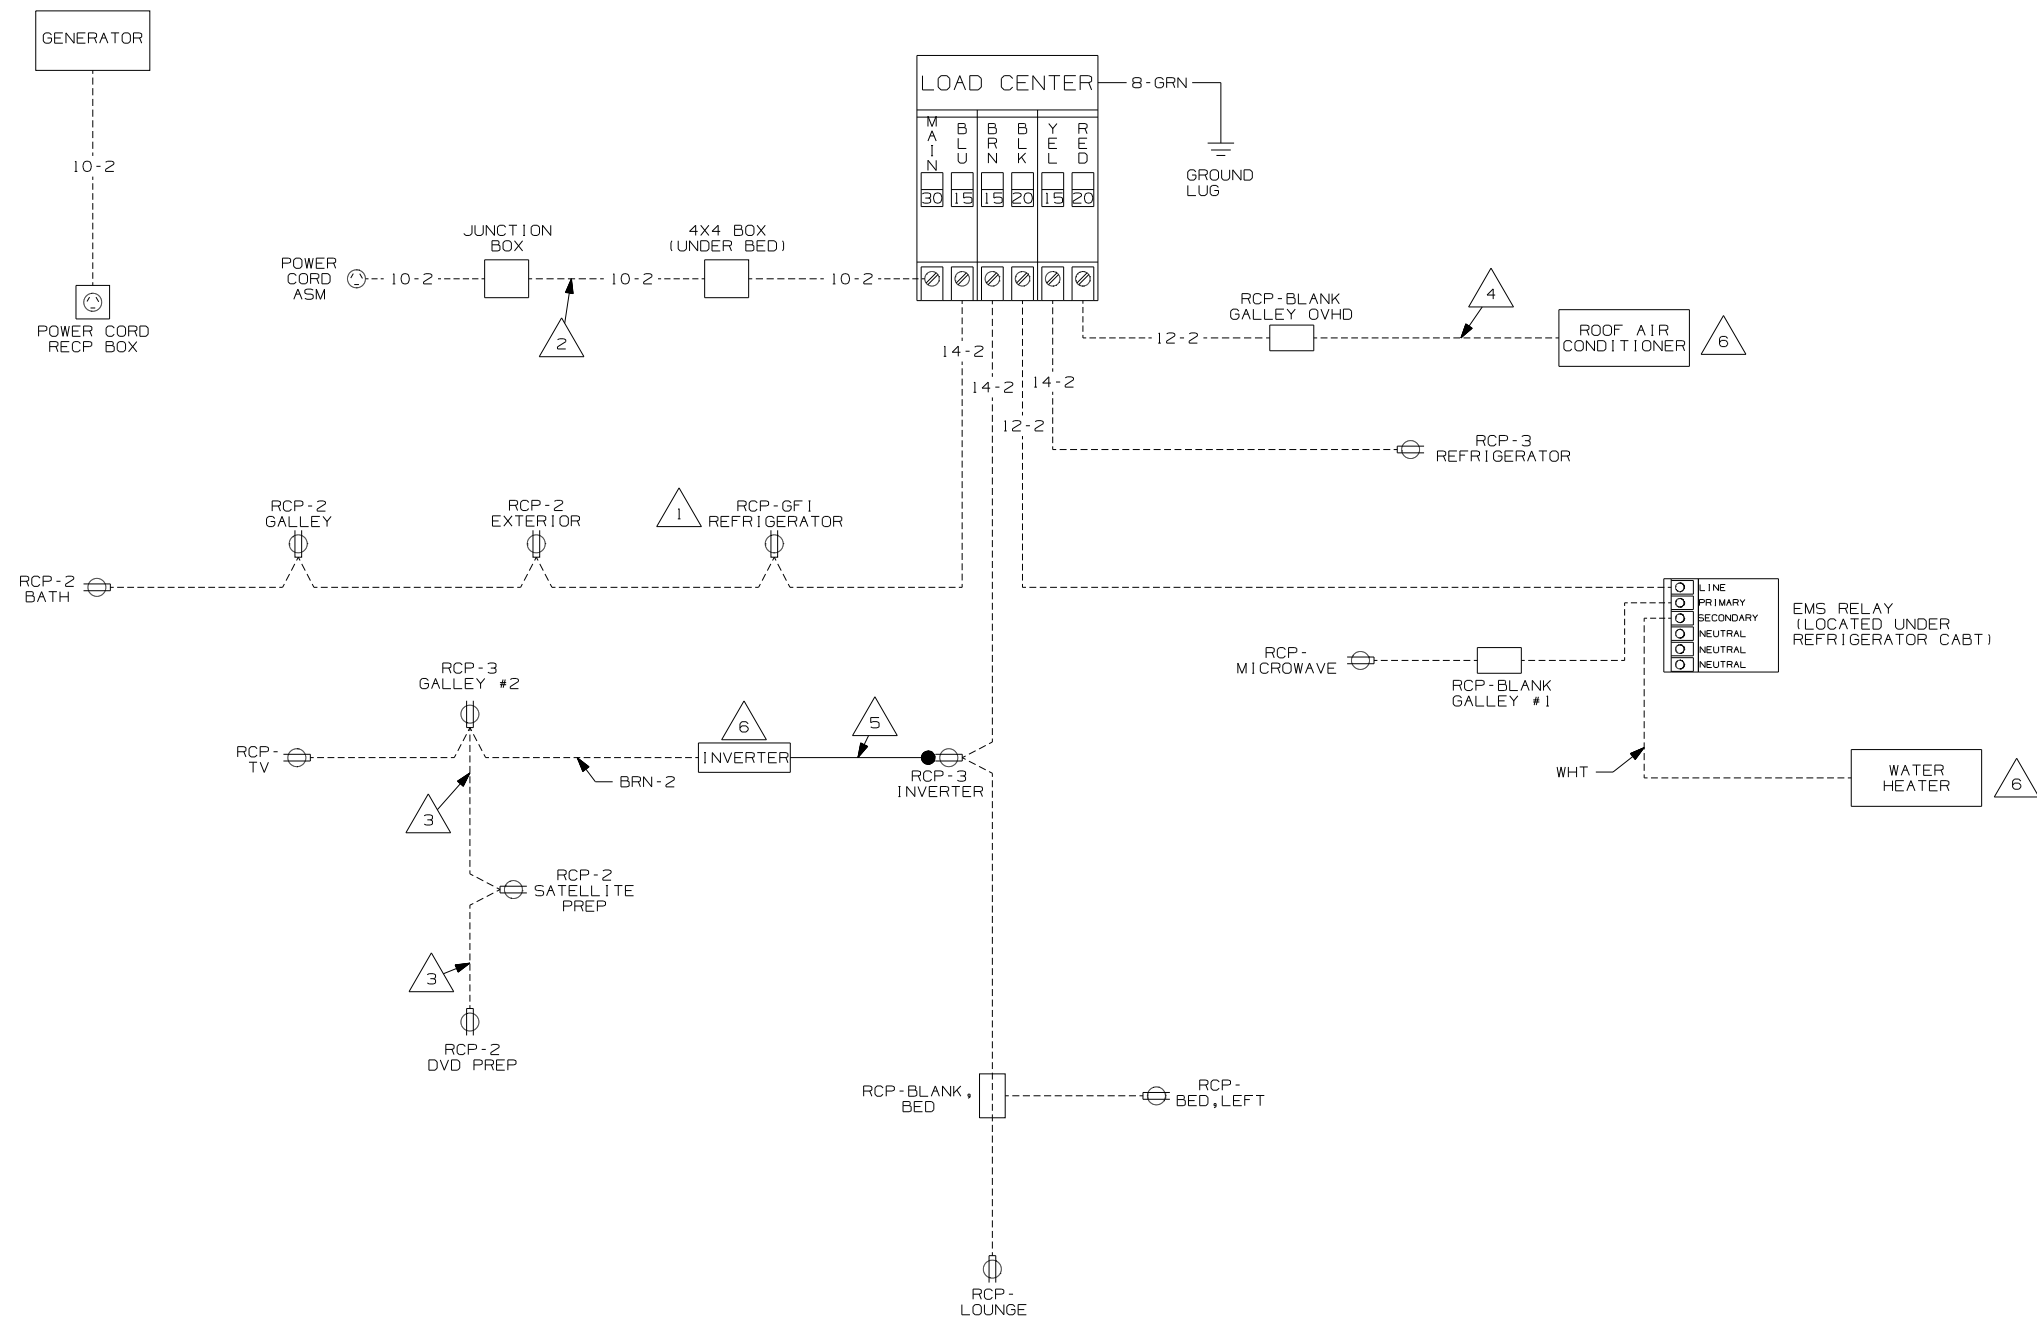 GENERATOR
10-2
POWER CORD
RECP BOX
LOAD CENTER
8-GRN
GROUND
LUG
MAIN
BLU
BRN
BLK
YEL
RED
30
15
15
20
15
20
POWER
CORD
ASM
10-2
JUNCTION
BOX
10-2
2
4X4 BOX
(UNDER BED)
10-2
14-2
14-2
14-2
12-2
12-2
RCP-BLANK
GALLEY OVHD
4
ROOF AIR
CONDITIONER
6
RCP-3
REFRIGERATOR
RCP-2
BATH
RCP-2
GALLEY
RCP-2
EXTERIOR
1
RCP-GFI
REFRIGERATOR
LINE
PRIMARY
SECONDARY
NEUTRAL
NEUTRAL
NEUTRAL
EMS RELAY
(LOCATED UNDER
REFRIGERATOR CABT)
RCP-
MICROWAVE
RCP-BLANK
GALLEY #1
WHT
WATER
HEATER
6
RCP-3
GALLEY #2
RCP-
TV
BRN-2
6
INVERTER
5
RCP-3
INVERTER
3
RCP-2
SATELLITE
PREP
3
RCP-2
DVD PREP
RCP-BLANK,
BED
RCP-
BED,LEFT
RCP-
LOUNGE